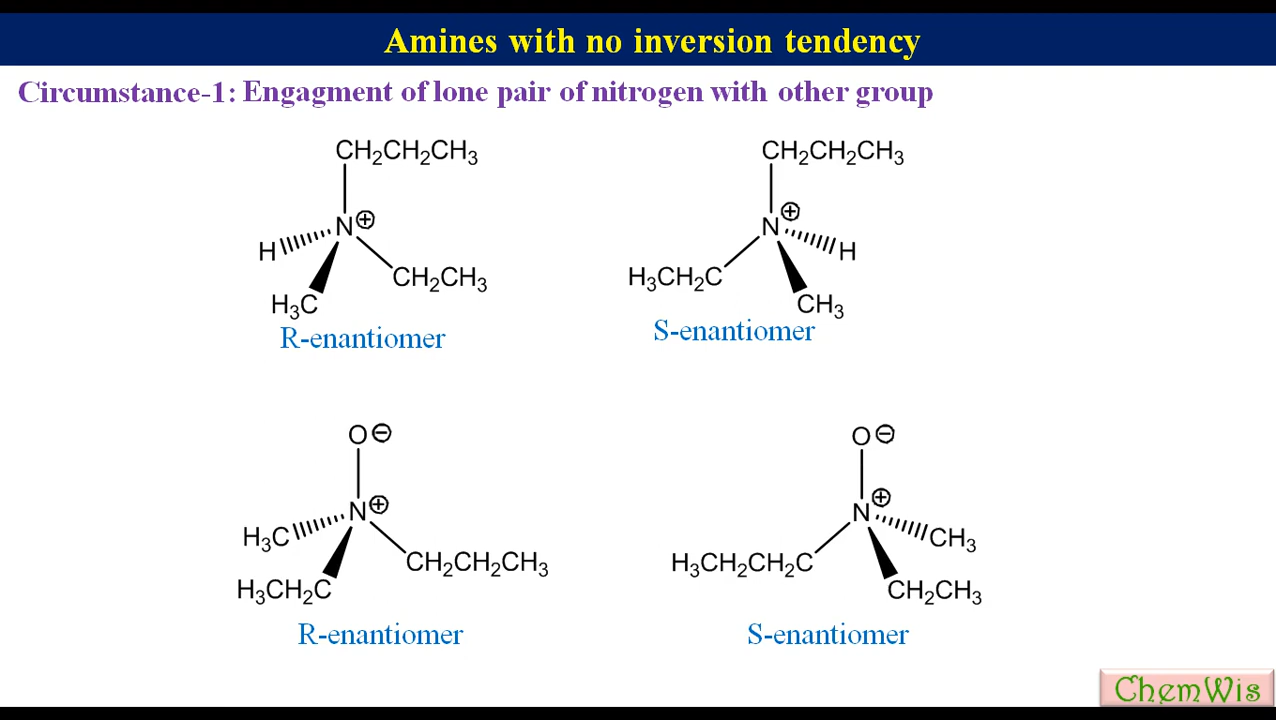 Amines with no inversion tendency
Circumstance-1: Engagment of lone pair of nitrogen with other group
CH₂CH₂CH₃
N⊕
H
CH₂CH₃
H₃C
R-enantiomer
CH₂CH₂CH₃
N⊕
H
H₃CH₂C
CH₃
S-enantiomer
O⊖
N⊕
H₃C
CH₂CH₂CH₃
H₃CH₂C
R-enantiomer
O⊖
N⊕
CH₃
H₃CH₂CH₂C
CH₂CH₃
S-enantiomer
ChemWis